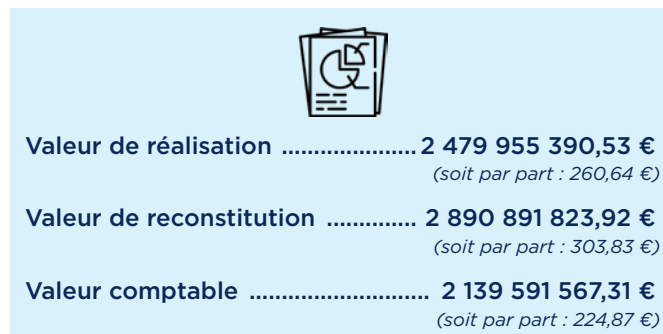 Valeur de réalisation ..................... 2 479 955 390,53 €
(soit par part : 260,64 €)
Valeur de reconstitution .............. 2 890 891 823,92 €
(soit par part : 303,83 €)
Valeur comptable ............................ 2 139 591 567,31 €
(soit par part : 224,87 €)